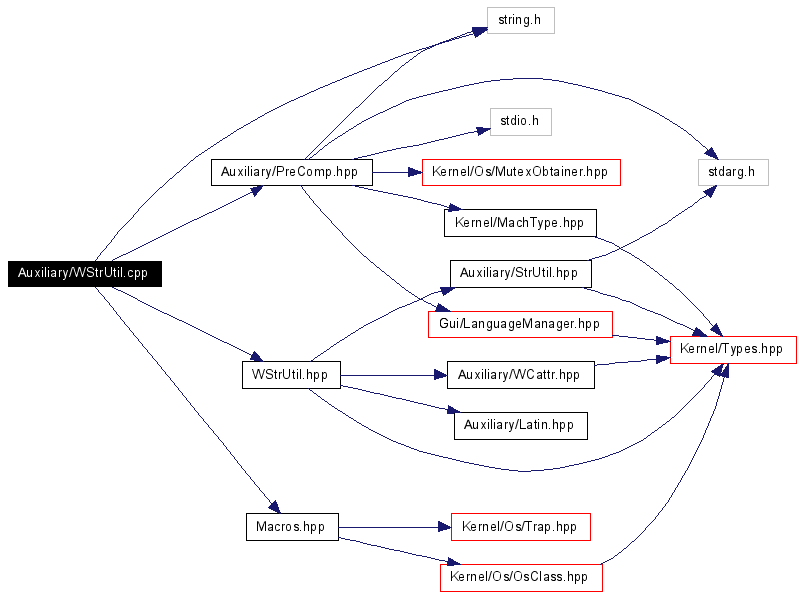 string.h
stdio.h
Auxiliary/PreComp.hpp
Kernel/Os/MutexObtainer.hpp
stdarg.h
Kernel/MachType.hpp
Auxiliary/WStrUtil.cpp
Auxiliary/StrUtil.hpp
Gui/LanguageManager.hpp
Kernel/Types.hpp
WStrUtil.hpp
Auxiliary/WCattr.hpp
Auxiliary/Latin.hpp
Macros.hpp
Kernel/Os/Trap.hpp
Kernel/Os/OsClass.hpp